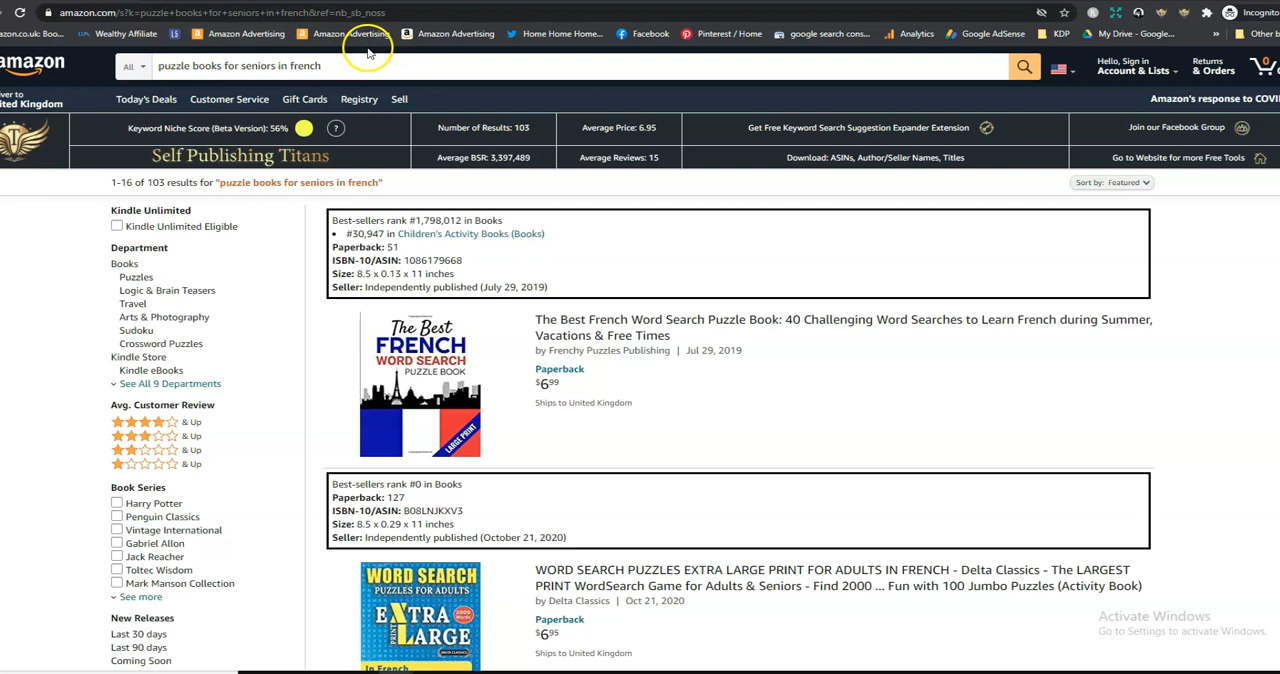 amazon.com/s?k=puzzle+books+for+seniors+in+french&ref=nb_sb_noss
Incognito
zon.co.uk: Boo... Wealthy Affiliate Amazon Advertising Amazon Advertising Amazon Advertising Home Home Home... Facebook Pinterest / Home google search cons... Analytics Google AdSense KDP My Drive - Google... » Other b
amazon
All
puzzle books for seniors in french
Hello, Sign in
Account & Lists
Returns
& Orders
0
ver to
ited Kingdom
Today's Deals Customer Service Gift Cards Registry Sell
Amazon's response to COVI
Keyword Niche Score (Beta Version): 56% ?
Number of Results: 103
Average Price: 6.95
Get Free Keyword Search Suggestion Expander Extension
Join our Facebook Group
Self Publishing Titans
Average BSR: 3,397,489
Average Reviews: 15
Download: ASINs, Author/Seller Names, Titles
Go to Website for more Free Tools
1-16 of 103 results for "puzzle books for seniors in french"
Sort by: Featured
Kindle Unlimited
Kindle Unlimited Eligible
Department
Books
Puzzles
Logic & Brain Teasers
Travel
Arts & Photography
Sudoku
Crossword Puzzles
Kindle Store
Kindle eBooks
See All 9 Departments
Avg. Customer Review
& Up
& Up
& Up
& Up
Book Series
Harry Potter
Penguin Classics
Vintage International
Gabriel Allon
Jack Reacher
Toltec Wisdom
Mark Manson Collection
See more
New Releases
Last 30 days
Last 90 days
Coming Soon
Best-sellers rank #1,798,012 in Books
• #30,947 in Children's Activity Books (Books)
Paperback: 51
ISBN-10/ASIN: 1086179668
Size: 8.5 x 0.13 x 11 inches
Seller: Independently published (July 29, 2019)
The Best
FRENCH
WORD SEARCH
PUZZLE BOOK
LARGE PRINT
The Best French Word Search Puzzle Book: 40 Challenging Word Searches to Learn French during Summer,
Vacations & Free Times
by Frenchy Puzzles Publishing | Jul 29, 2019
Paperback
$6.99
Ships to United Kingdom
Best-sellers rank #0 in Books
Paperback: 127
ISBN-10/ASIN: B08LNJKXV3
Size: 8.5 x 0.29 x 11 inches
Seller: Independently published (October 21, 2020)
WORD SEARCH
PUZZLES FOR ADULTS
EXTRA
LARGE
PRINT
In French
WORD SEARCH PUZZLES EXTRA LARGE PRINT FOR ADULTS IN FRENCH - Delta Classics - The LARGEST
PRINT WordSearch Game for Adults & Seniors - Find 2000 ... Fun with 100 Jumbo Puzzles (Activity Book)
by Delta Classics | Oct 21, 2020
Paperback
$6.95
Ships to United Kingdom
Activate Windows
Go to Settings to activate Windows.